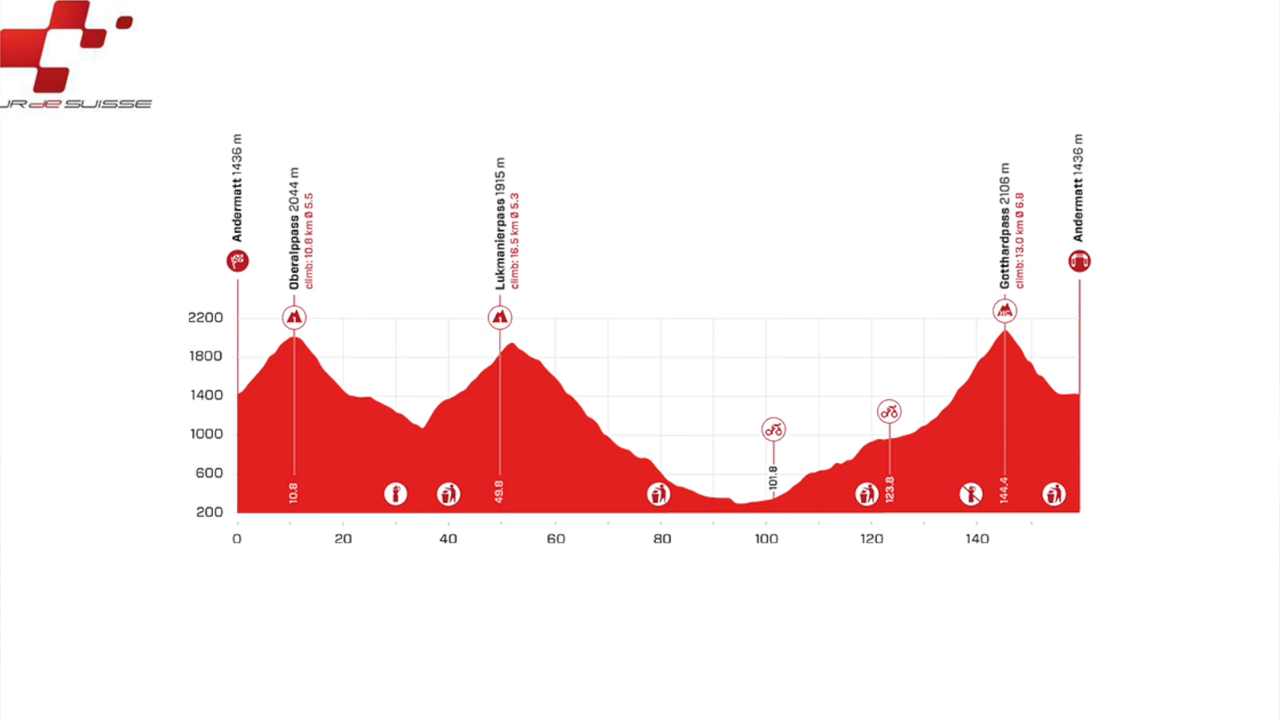 UR de SUISSE
Andermatt 1436 m
Oberalppass 2044 m
climb: 10.8 km Ø 5.5
Lukmanierpass 1915 m
climb: 16.5 km Ø 5.3
Gotthardpass 2106 m
climb: 13.0 km Ø 6.8
Andermatt 1436 m
2200
1800
1400
1000
600
200
10.8
49.8
101.8
123.8
144.4
0
20
40
60
80
100
120
140